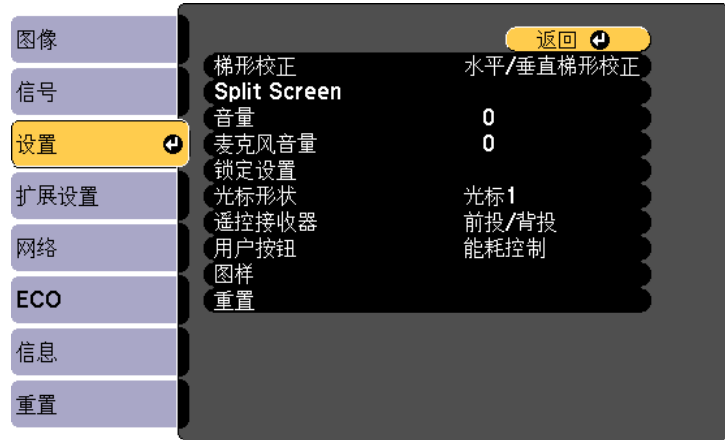 图像
信号
设置
扩展设置
网络
ECO
信息
重置
返回
梯形校正 水平/垂直梯形校正
Split Screen
音量 0
麦克风音量 0
锁定设置
光标形状 光标1
遥控接收器 前投/背投
用户按钮 能耗控制
图样
重置